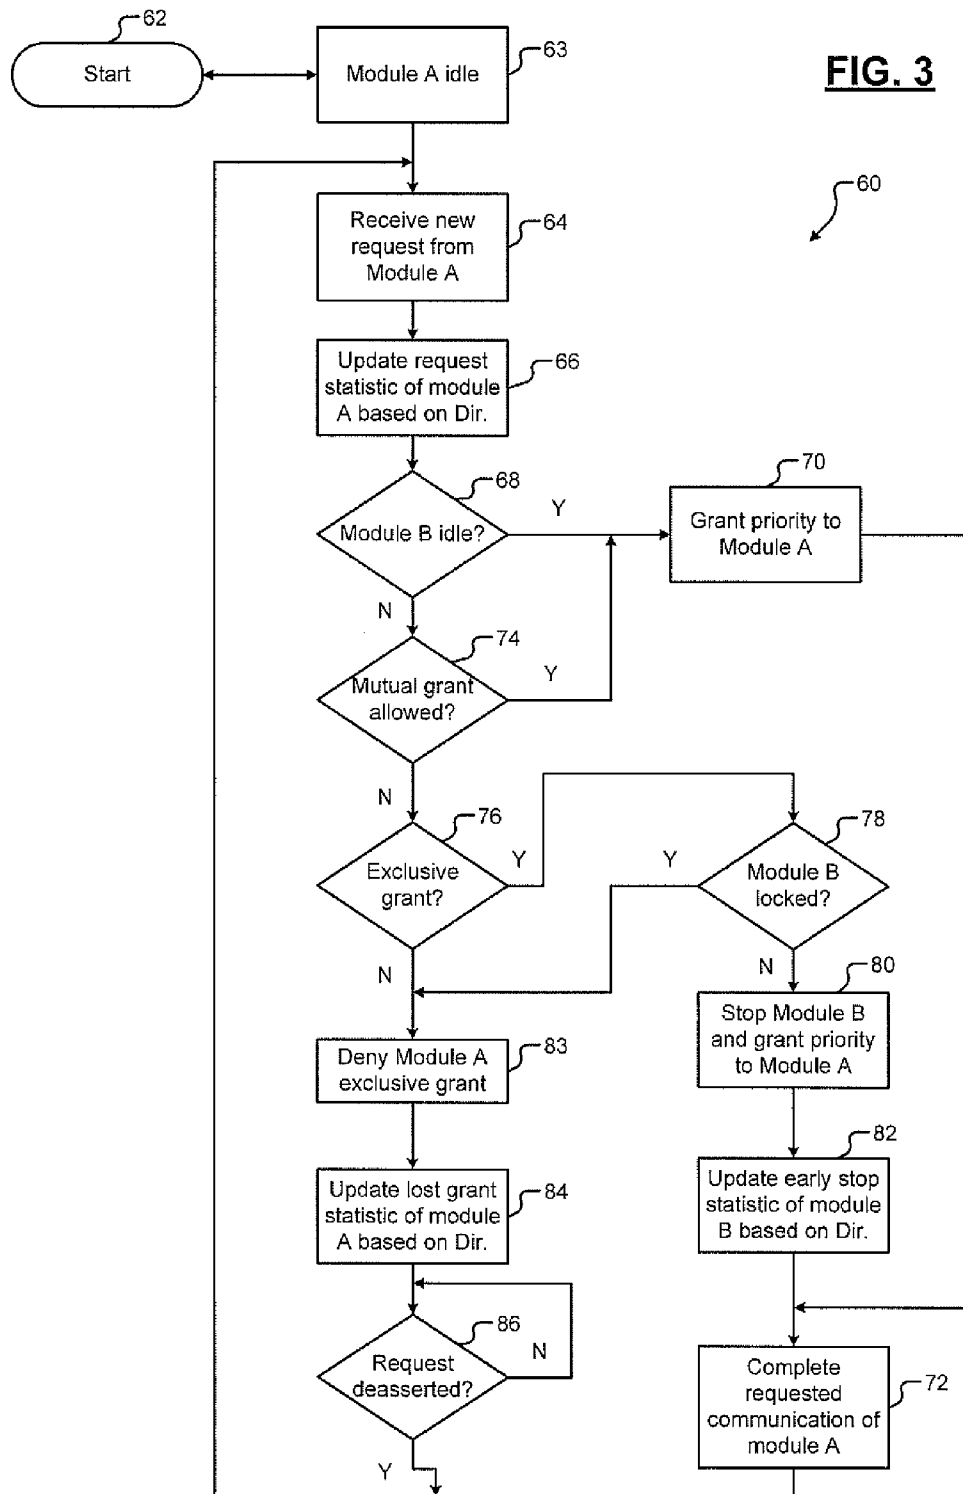 62
Start
63
Module A idle
FIG. 3
60
64
Receive new
request from
Module A
66
Update request
statistic of module
A based on Dir.
68
Module B idle?
Y
N
70
Grant priority to
Module A
74
Mutual grant
allowed?
Y
N
76
Exclusive
grant?
Y
N
78
Module B
locked?
Y
N
80
Stop Module B
and grant priority
to Module A
83
Deny Module A
exclusive grant
82
Update early stop
statistic of module
B based on Dir.
84
Update lost grant
statistic of module
A based on Dir.
86
Request
deasserted?
N
Y
72
Complete
requested
communication of
module A